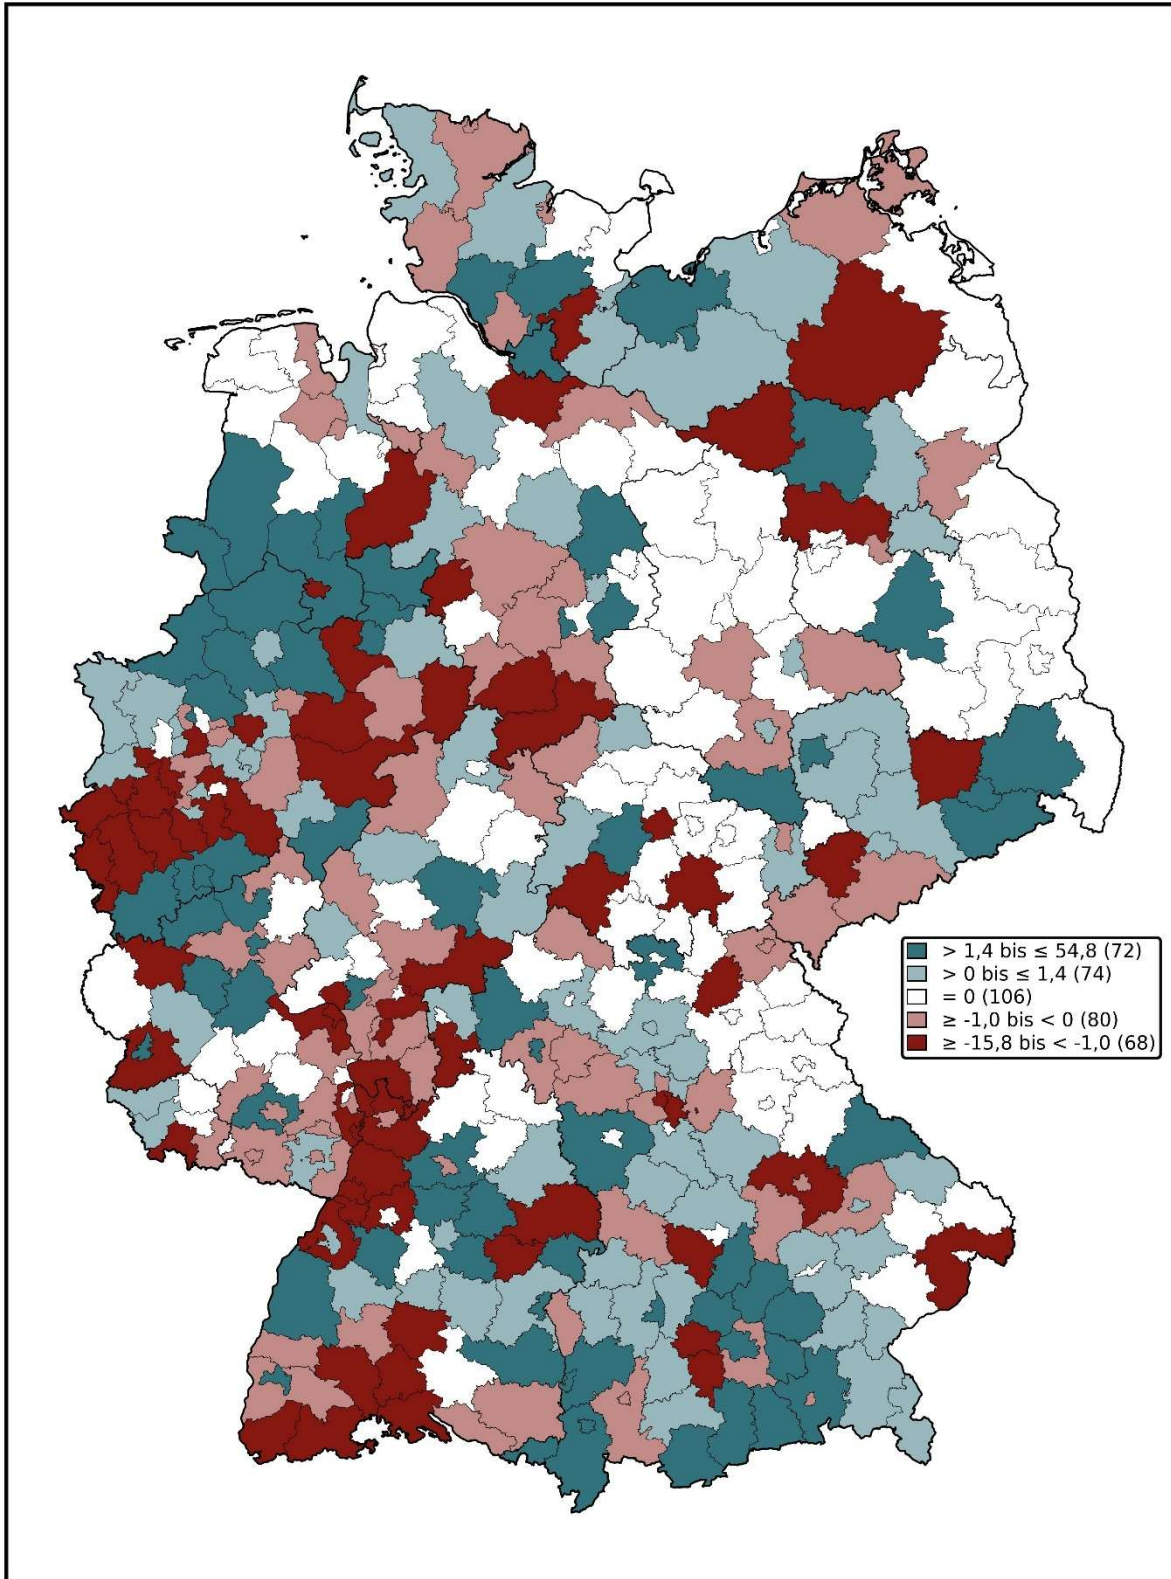 > 1,4 bis ≤ 54,8 (72)
> 0 bis ≤ 1,4 (74)
= 0 (106)
≥ -1,0 bis < 0 (80)
≥ -15,8 bis < -1,0 (68)